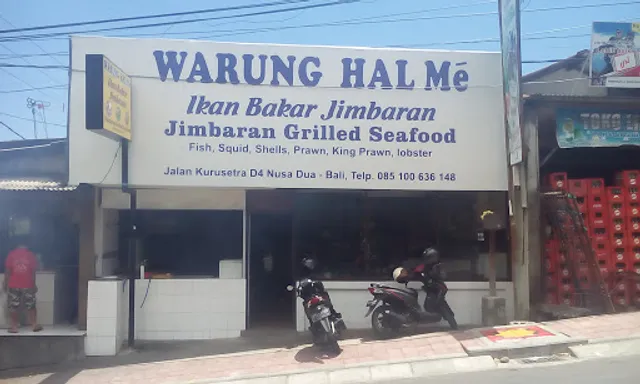 WARUNG HAL Mé
Ikan Bakar Jimbaran
Jimbaran Grilled Seafood
Fish, Squid, Shells, Prawn, King Prawn, lobster
Jalan Kurusetra D4 Nusa Dua - Bali, Telp. 085 100 636 148
TOKO